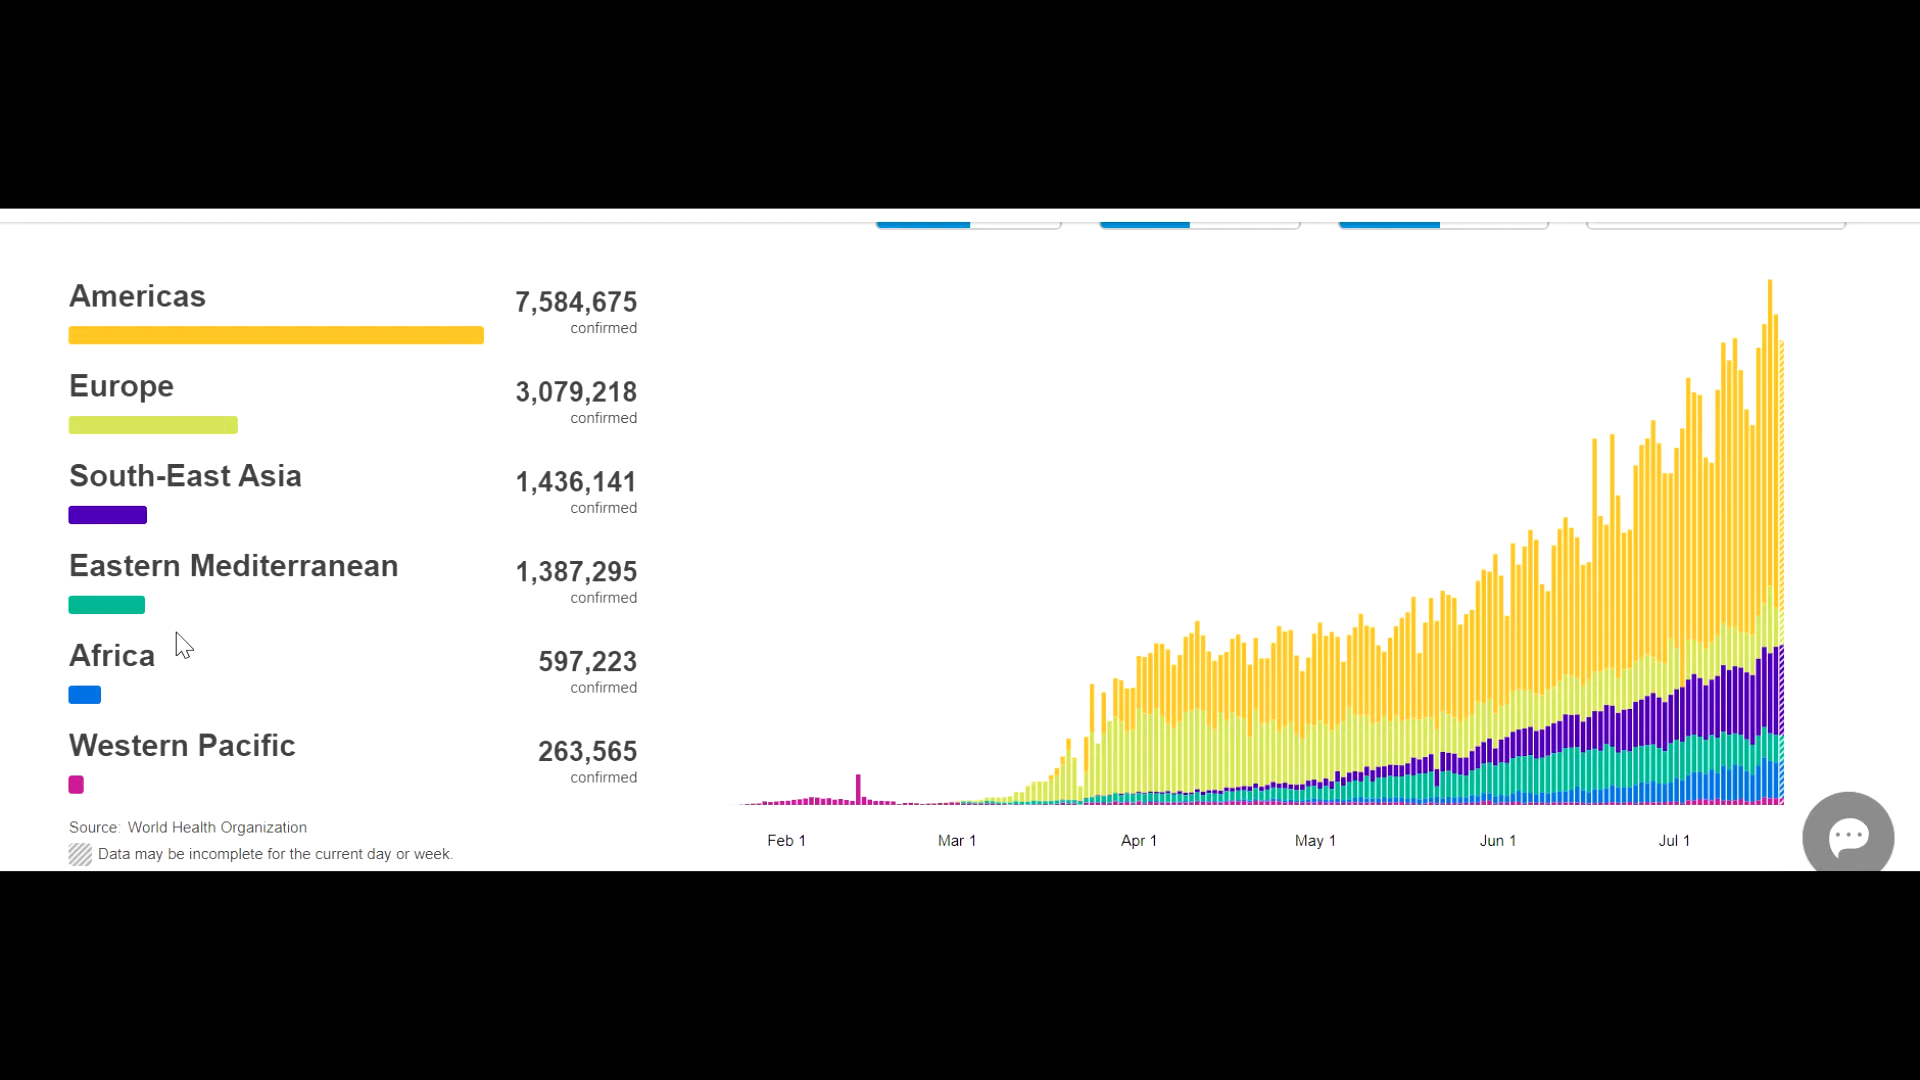 Americas
7,584,675
confirmed
Europe
3,079,218
confirmed
South-East Asia
1,436,141
confirmed
Eastern Mediterranean
1,387,295
confirmed
Africa
597,223
confirmed
Western Pacific
263,565
confirmed
Source: World Health Organization
Data may be incomplete for the current day or week.
Feb 1 Mar 1 Apr 1 May 1 Jun 1 Jul 1